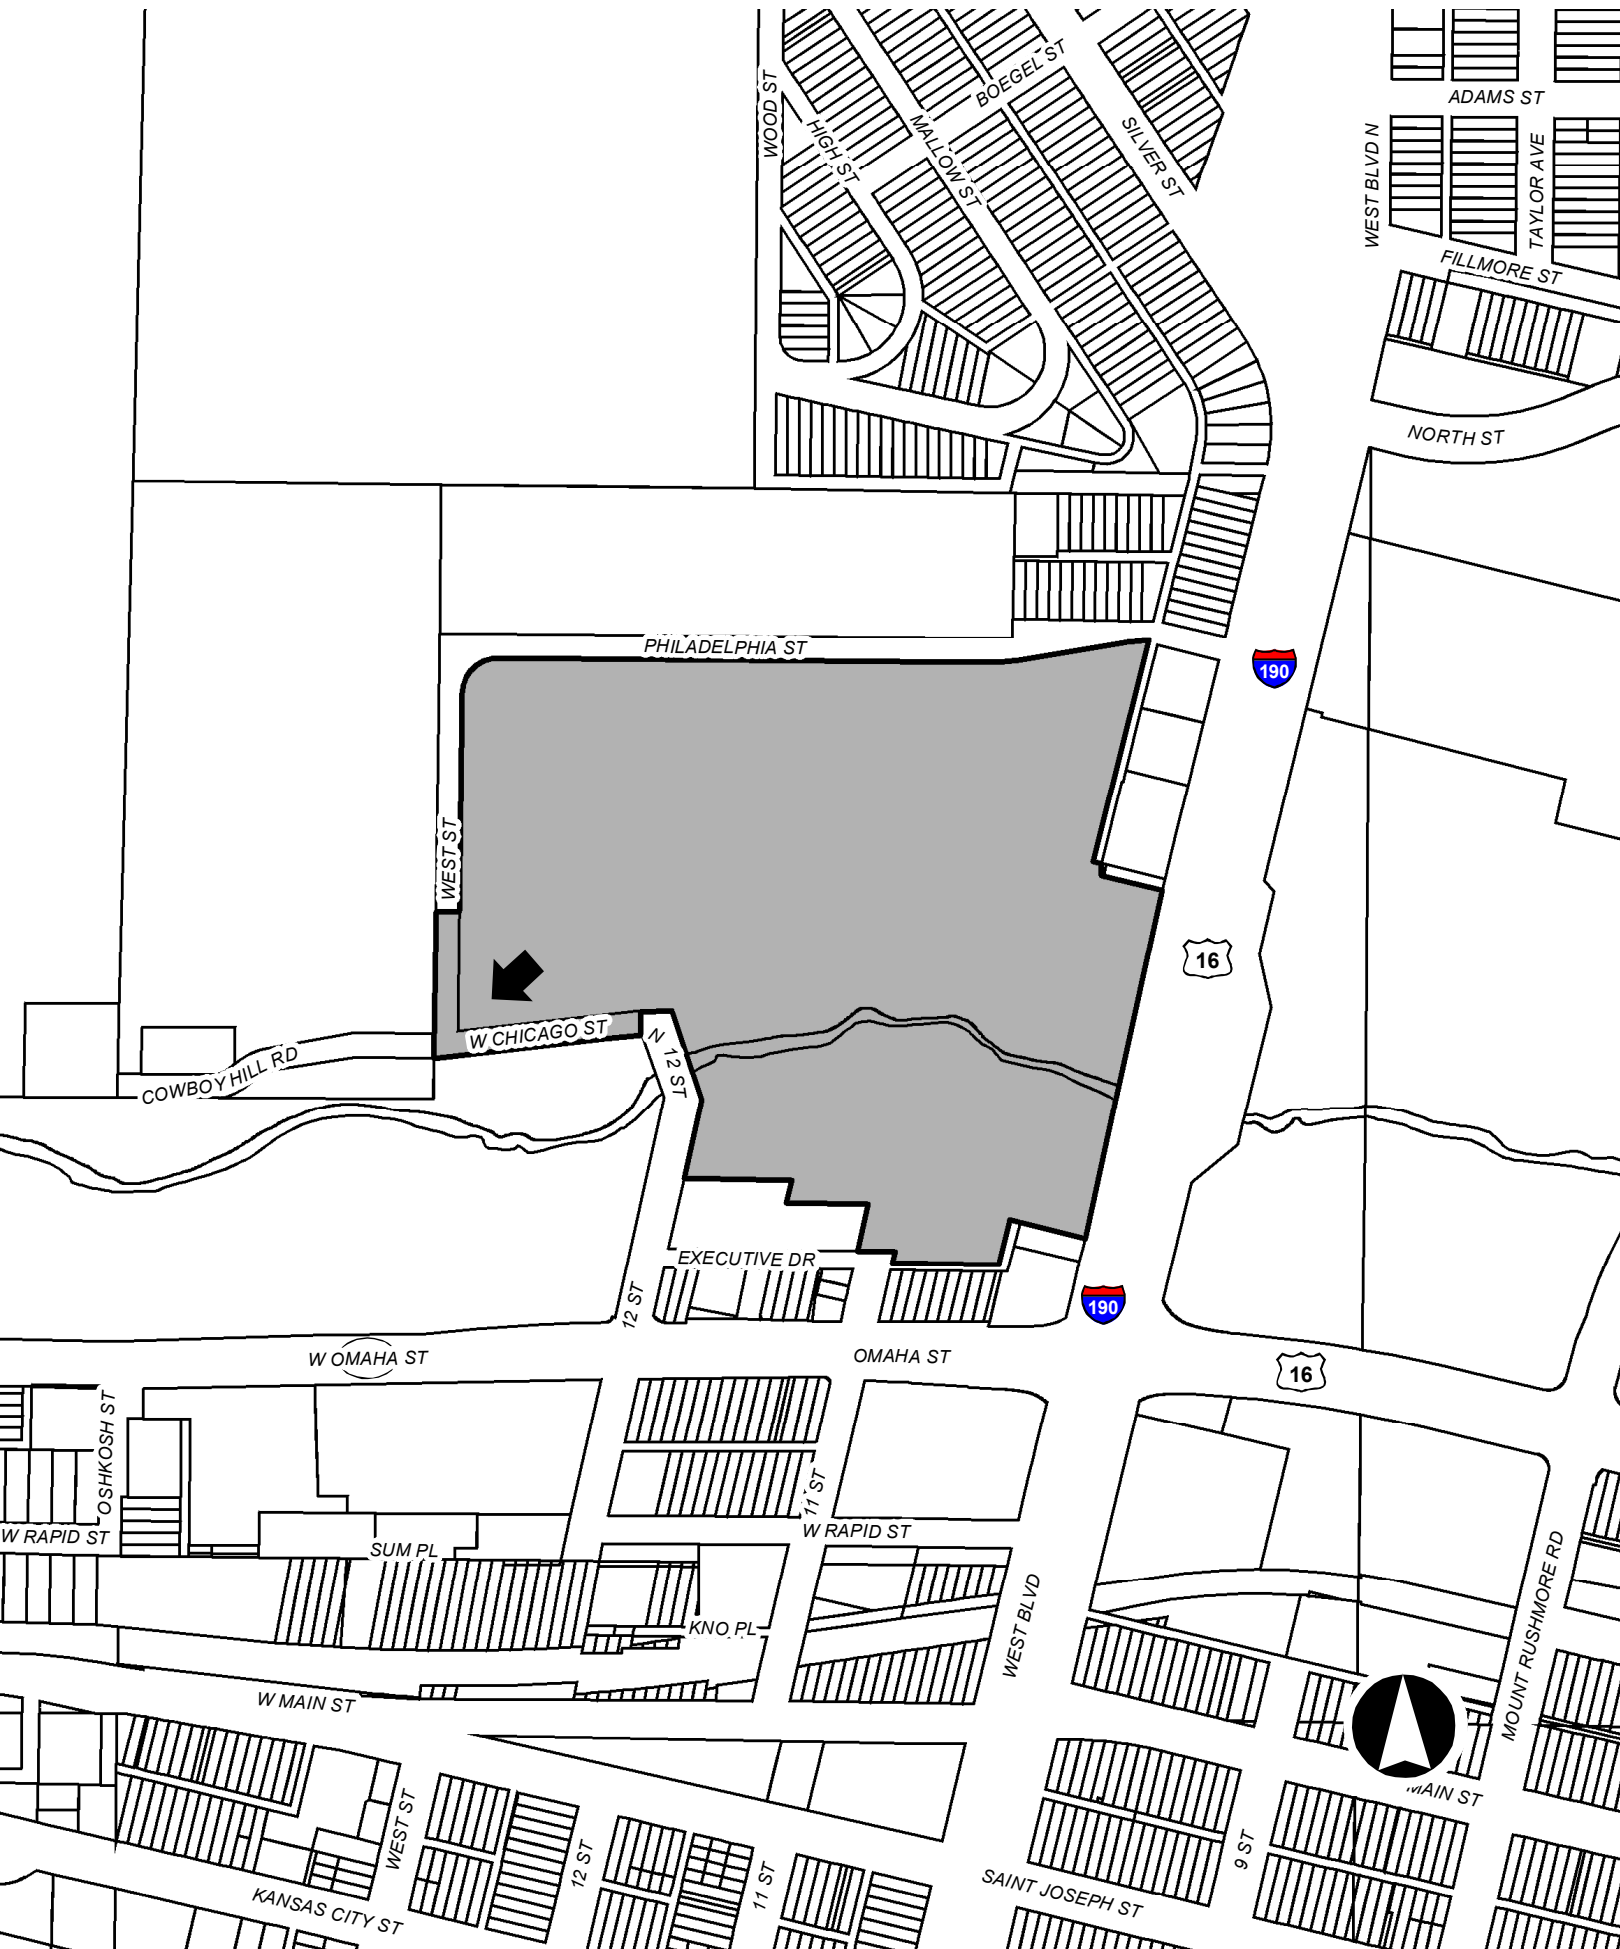 ADAMS ST
BOEGEL ST
WOOD ST
HIGH ST
MALLOW ST
SILVER ST
WEST BLVD N
TAYLOR AVE
FILLMORE ST
NORTH ST
PHILADELPHIA ST
190
WEST ST
16
W CHICAGO ST
N 12 ST
COWBOY HILL RD
EXECUTIVE DR
12 ST
190
W OMAHA ST
OMAHA ST
16
OSHKOSH ST
11 ST
W RAPID ST
W RAPID ST
SUM PL
MOUNT RUSHMORE RD
WEST BLVD
KNO PL
W MAIN ST
MAIN ST
WEST ST
12 ST
11 ST
9 ST
SAINT JOSEPH ST
KANSAS CITY ST